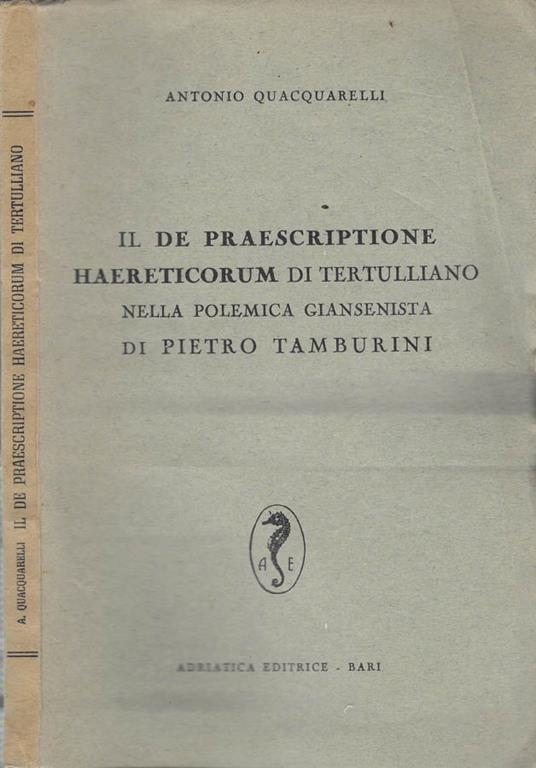 ANTONIO QUACQUARELLI
IL DE PRAESCRIPTIONE
HAERETICORUM DI TERTULLIANO
NELLA POLEMICA GIANSENISTA
DI PIETRO TAMBURINI
A E
ADRIATICA EDITRICE - BARI
A. QUACQUARELLI IL DE PRAESCRIPTIONE HAERETICORUM DI TERTULLIANO